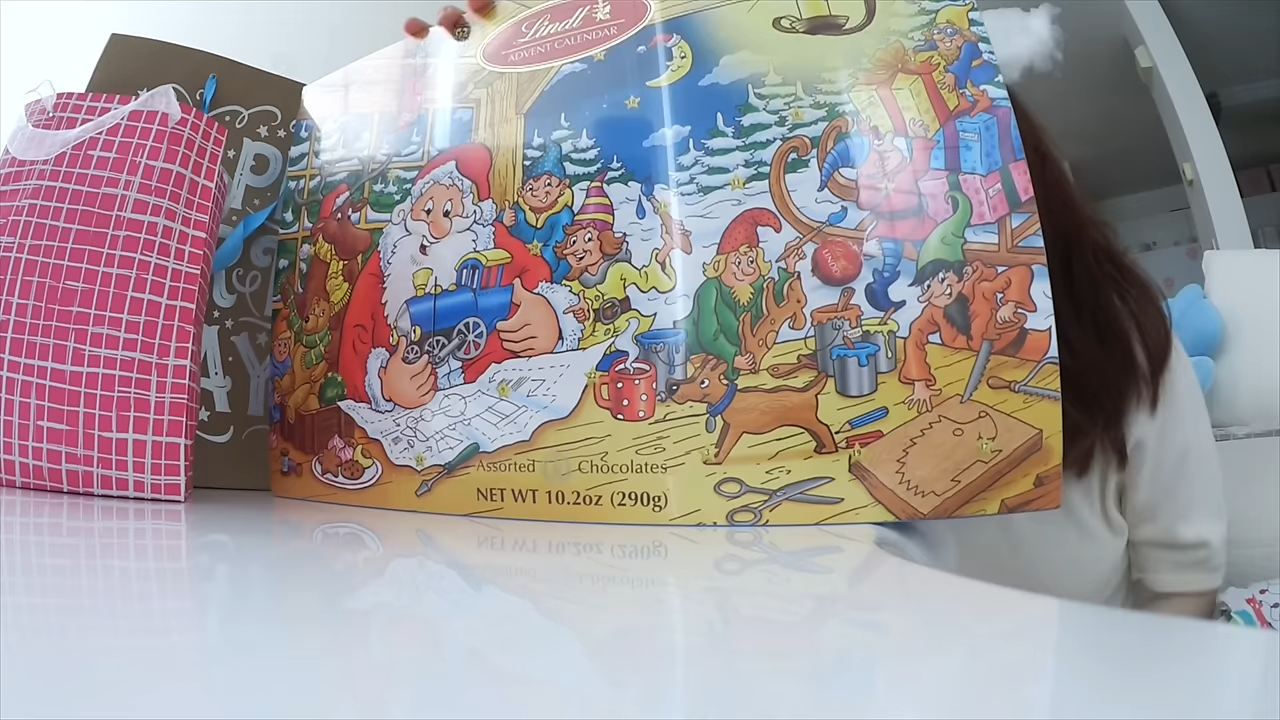 Lindt
ADVENT CALENDAR
Assorted Chocolates
NET WT 10.2oz (290g)